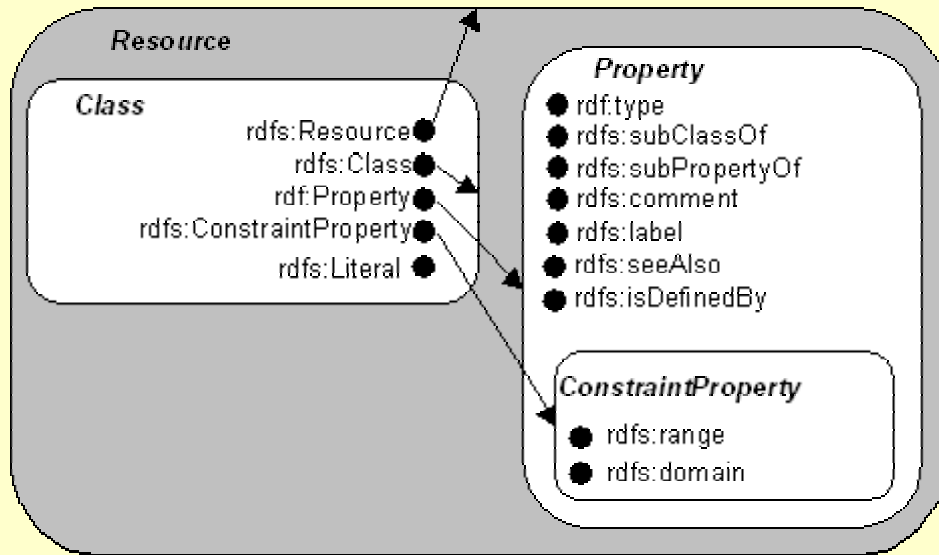 Resource
Class
rdfs:Resource
rdfs:Class
rdf:Property
rdfs:ConstraintProperty
rdfs:Literal
Property
rdf:type
rdfs:subClassOf
rdfs:subPropertyOf
rdfs:comment
rdfs:label
rdfs:seeAlso
rdfs:isDefinedBy
ConstraintProperty
rdfs:range
rdfs:domain